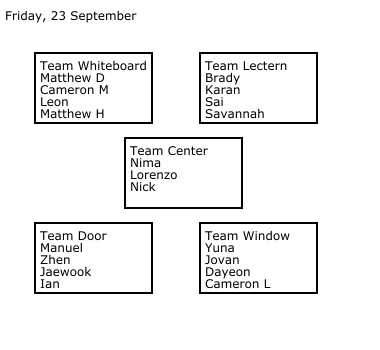 Friday, 23 September
Team Whiteboard
Matthew D
Cameron M
Leon
Matthew H
Team Lectern
Brady
Karan
Sai
Savannah
Team Center
Nima
Lorenzo
Nick
Team Door
Manuel
Zhen
Jaewook
Ian
Team Window
Yuna
Jovan
Dayeon
Cameron L